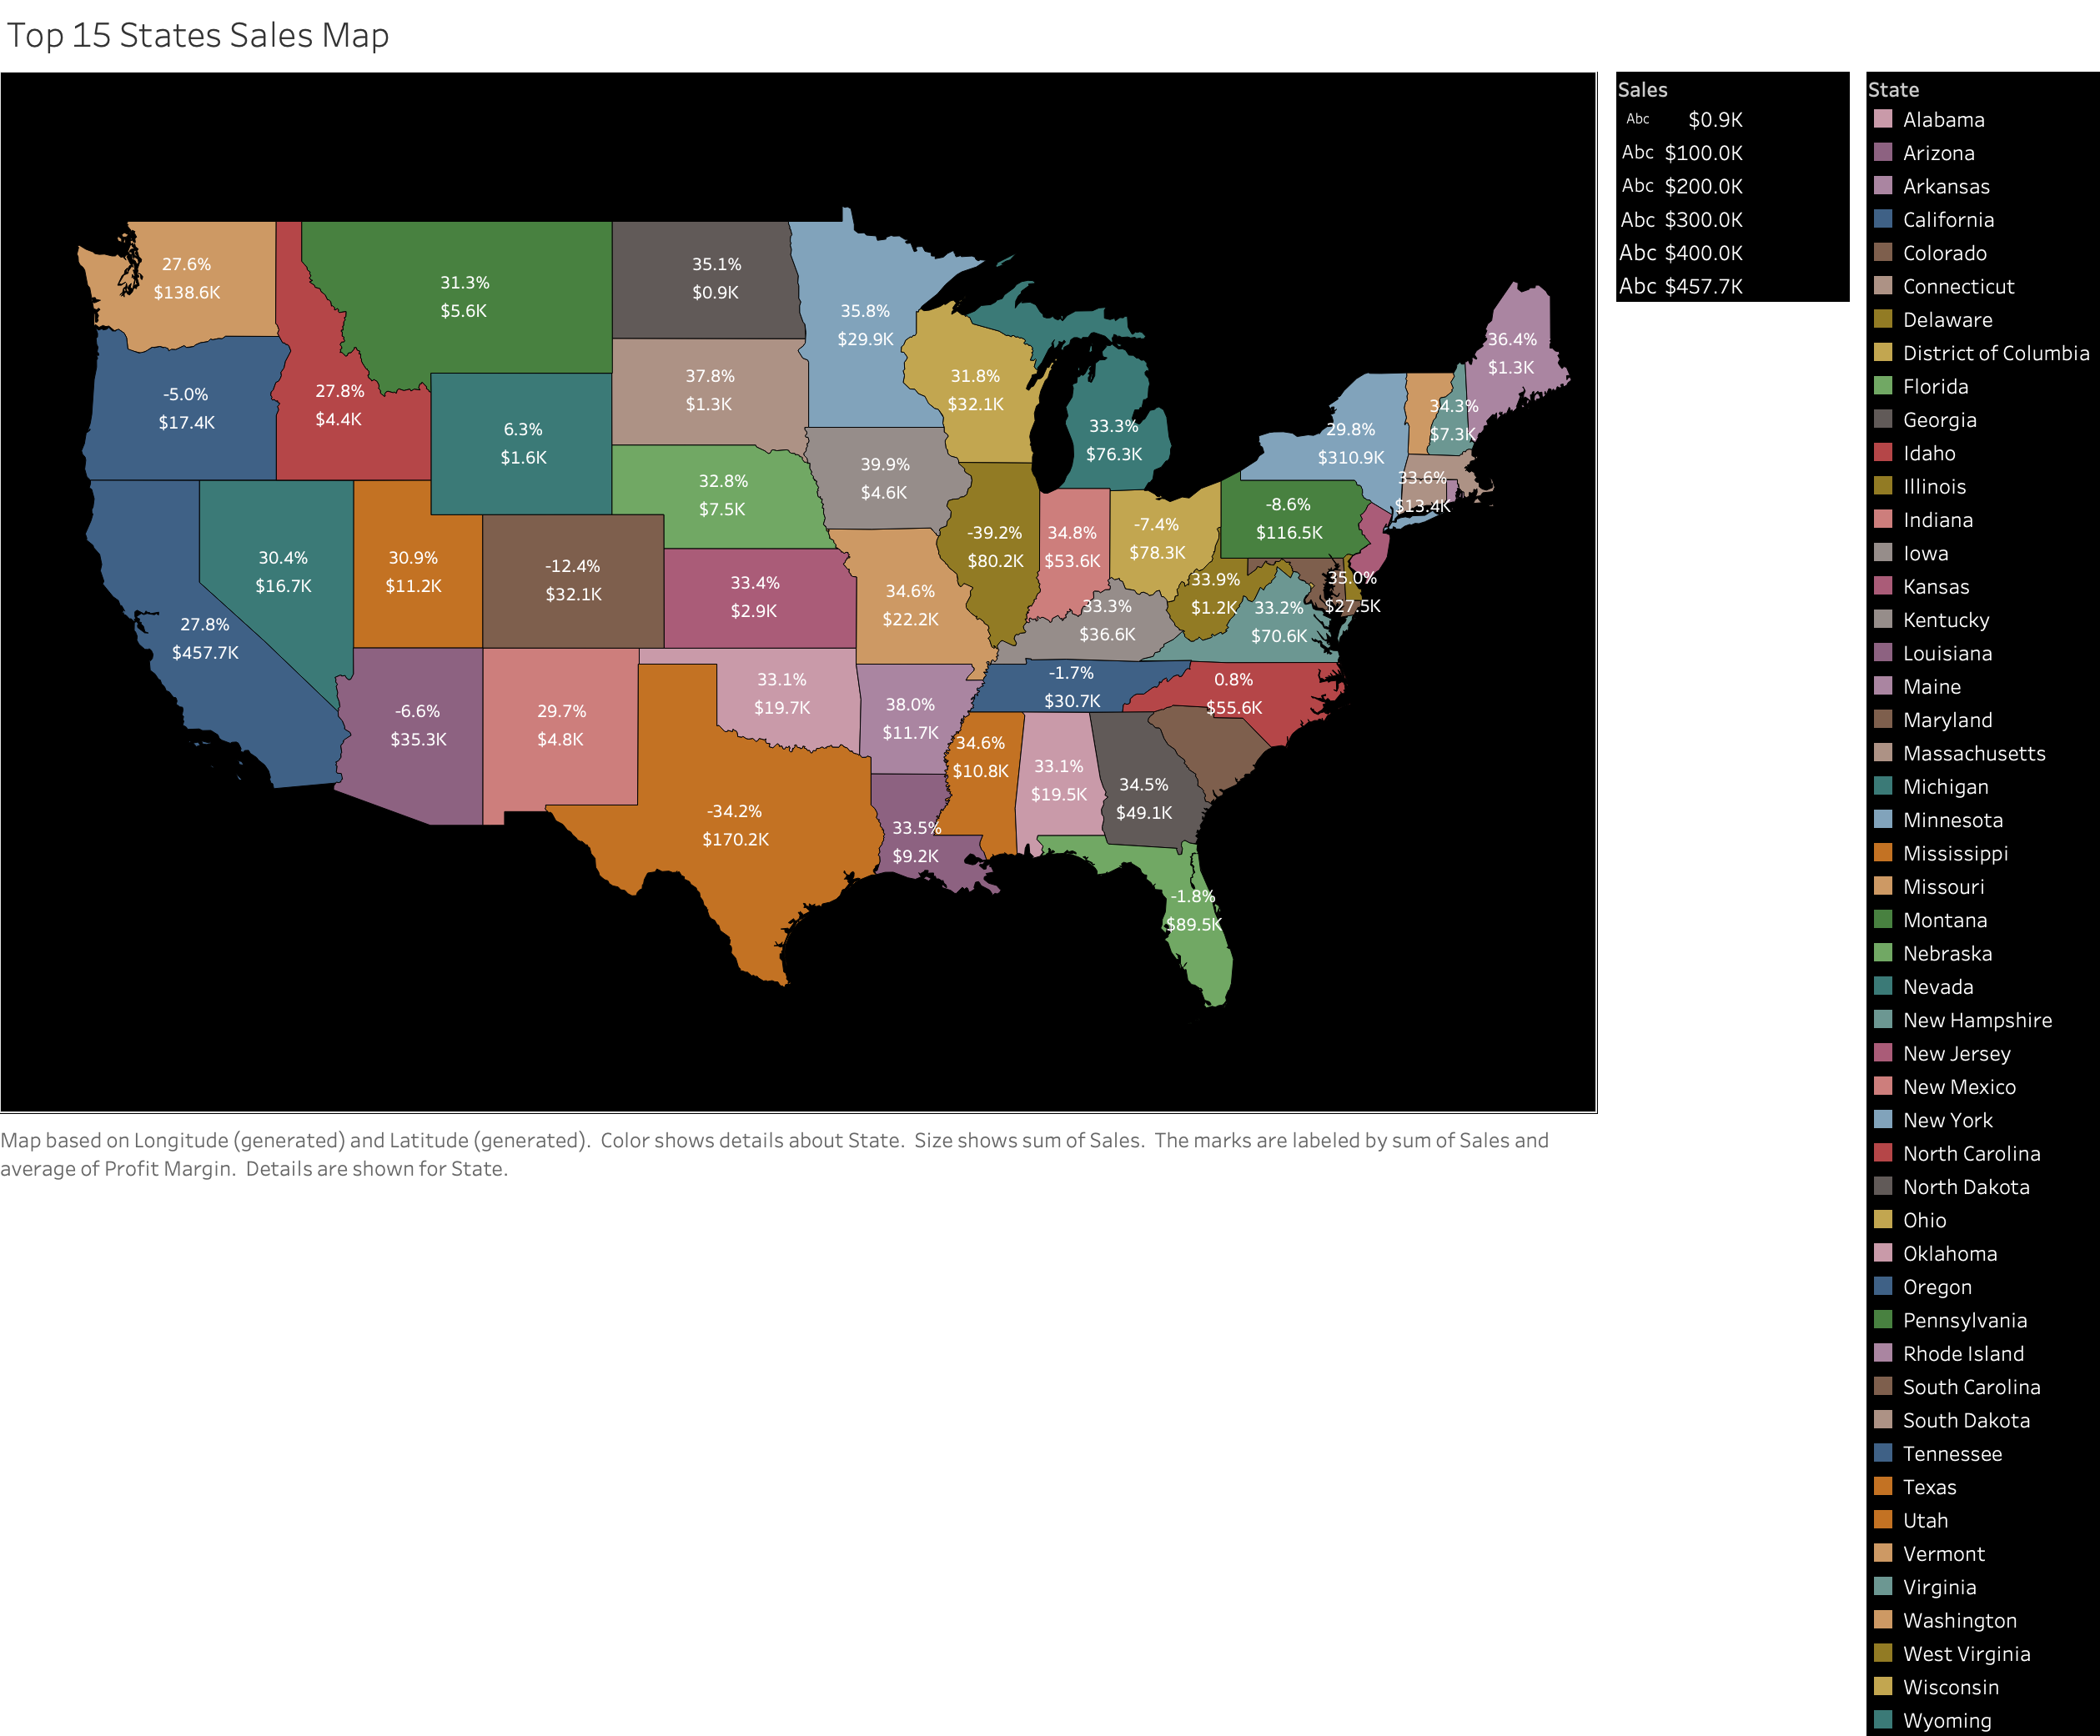 Top 15 States Sales Map
27.6%
$138.6K
31.3%
$5.6K
35.1%
$0.9K
35.8%
$29.9K
36.4%
$1.3K
-5.0%
$17.4K
27.8%
$4.4K
6.3%
$1.6K
37.8%
$1.3K
31.8%
$32.1K
33.3%
$76.3K
29.8%
$310.9K
34.3%
$7.3K
39.9%
$4.6K
32.8%
$7.5K
33.6%
$13.4K
30.4%
$16.7K
30.9%
$11.2K
-12.4%
$32.1K
33.4%
$2.9K
34.6%
$22.2K
-39.2%
$80.2K
34.8%
$53.6K
-7.4%
$78.3K
-8.6%
$116.5K
33.9%
$1.2K
35.0%
$27.5K
33.2%
$70.6K
33.3%
$36.6K
27.8%
$457.7K
-6.6%
$35.3K
29.7%
$4.8K
33.1%
$19.7K
38.0%
$11.7K
-1.7%
$30.7K
0.8%
$55.6K
34.6%
$10.8K
33.1%
$19.5K
34.5%
$49.1K
-34.2%
$170.2K
33.5%
$9.2K
-1.8%
$89.5K
Map based on Longitude (generated) and Latitude (generated).  Color shows details about State.  Size shows sum of Sales.  The marks are labeled by sum of Sales and
average of Profit Margin.  Details are shown for State.
Sales
Abc $0.9K
Abc $100.0K
Abc $200.0K
Abc $300.0K
Abc $400.0K
Abc $457.7K
State
Alabama
Arizona
Arkansas
California
Colorado
Connecticut
Delaware
District of Columbia
Florida
Georgia
Idaho
Illinois
Indiana
Iowa
Kansas
Kentucky
Louisiana
Maine
Maryland
Massachusetts
Michigan
Minnesota
Mississippi
Missouri
Montana
Nebraska
Nevada
New Hampshire
New Jersey
New Mexico
New York
North Carolina
North Dakota
Ohio
Oklahoma
Oregon
Pennsylvania
Rhode Island
South Carolina
South Dakota
Tennessee
Texas
Utah
Vermont
Virginia
Washington
West Virginia
Wisconsin
Wyoming